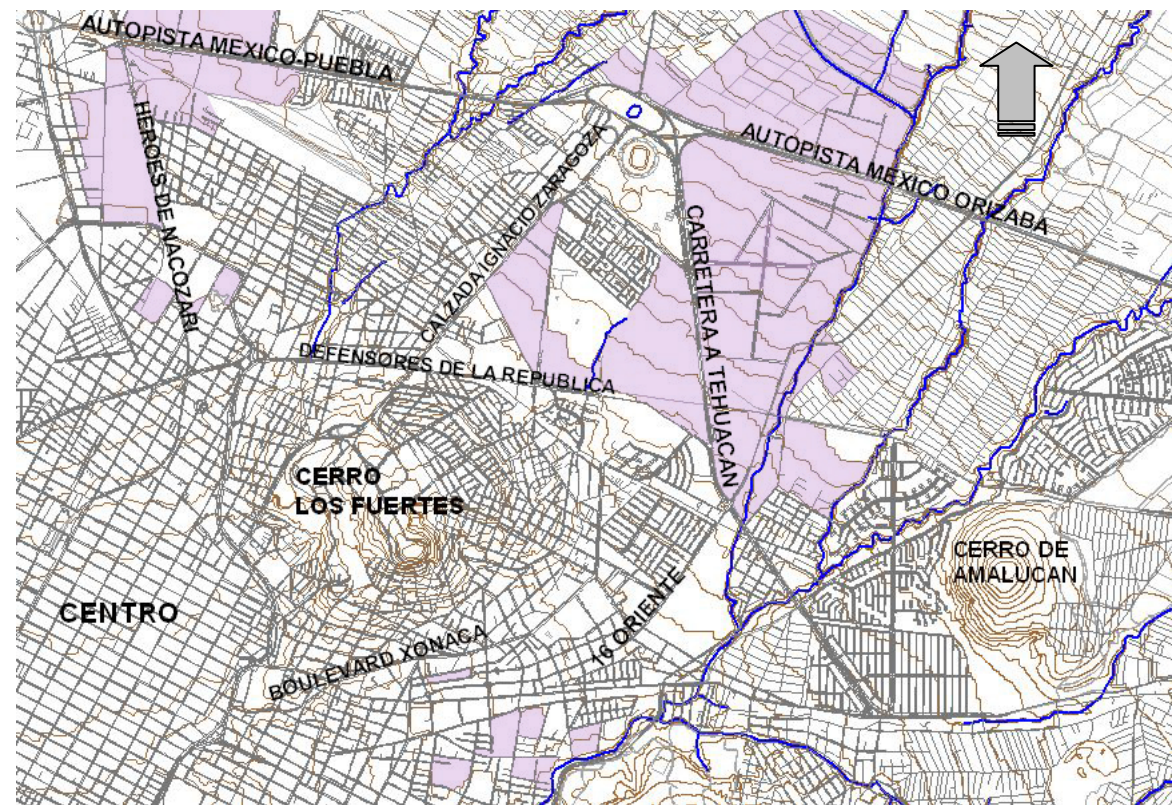 AUTOPISTA MEXICO-PUEBLA
HEROES DE NACOZARI
CALZADA IGNACIO ZARAGOZA
AUTOPISTA MEXICO ORIZABA
CARRETERA A TEHUACAN
DEFENSORES DE LA REPUBLICA
CERRO
LOS FUERTES
CERRO DE
AMALUCAN
CENTRO
16 ORIENTE
BOULEVARD XONACA